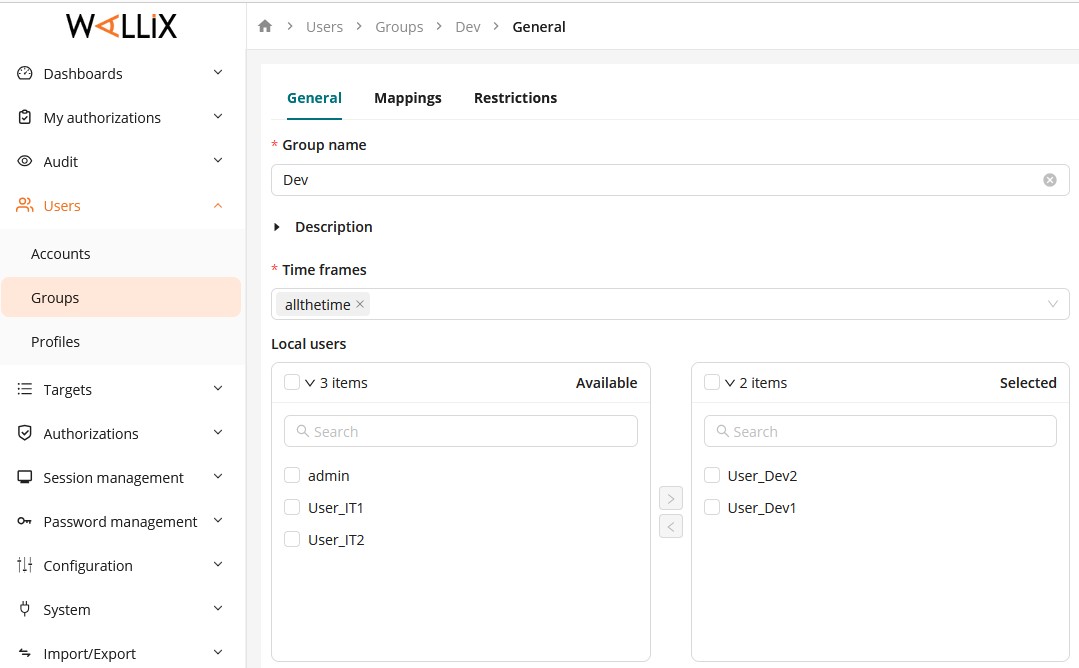 WALLIX
Users
Groups
Dev
General
Dashboards
My authorizations
Audit
Users
Accounts
Groups
Profiles
Targets
Authorizations
Session management
Password management
Configuration
System
Import/Export
General
Mappings
Restrictions
* Group name
Dev
Description
* Time frames
allthetime
Local users
3 items
Available
Search
admin
User_IT1
User_IT2
2 items
Selected
Search
User_Dev2
User_Dev1